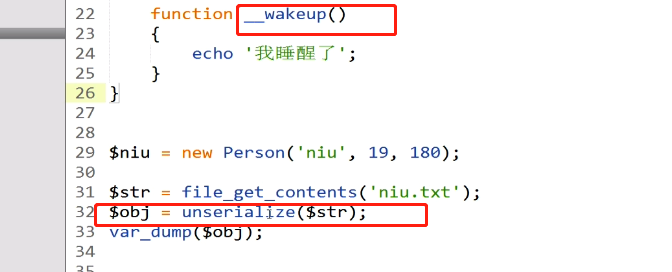 22 function __wakeup()
23 {
24 echo '我睡醒了';
25 }
26 }
27
28
29 $niu = new Person('niu', 19, 180);
30
31 $str = file_get_contents('niu.txt');
32 $obj = unserialize($str);
33 var_dump($obj);
34
35